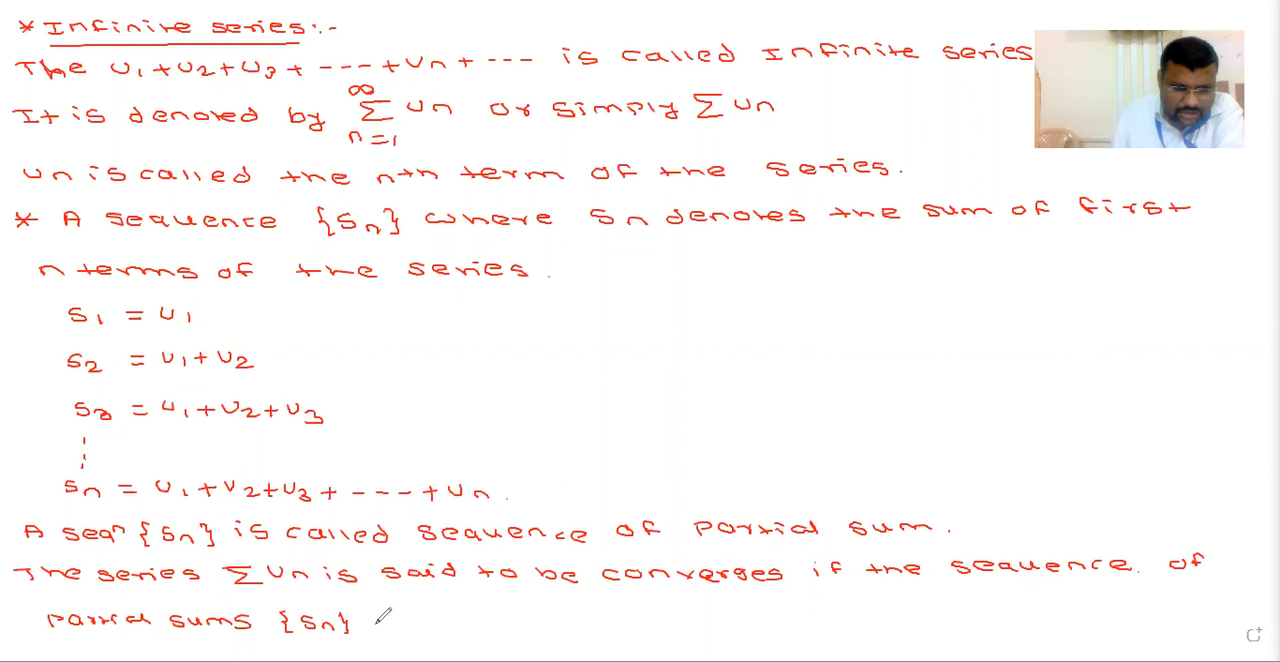 * Infinite series:-
The u1+u2+u3+----+un+--- is called Infinite series
It is denoted by ∞∑n=1 un or simply ∑un
un is called the nth term of the series.
* A sequence {Sn} where Sn denotes the sum of first
n terms of the series.
S1 = u1
S2 = u1+u2
S3 = u1+u2+u3
Sn = u1+u2+u3+----+un.
A seqn {Sn} is called sequence of partial sum.
The series ∑un is said to be converges if the sequence of
partial sums {Sn}